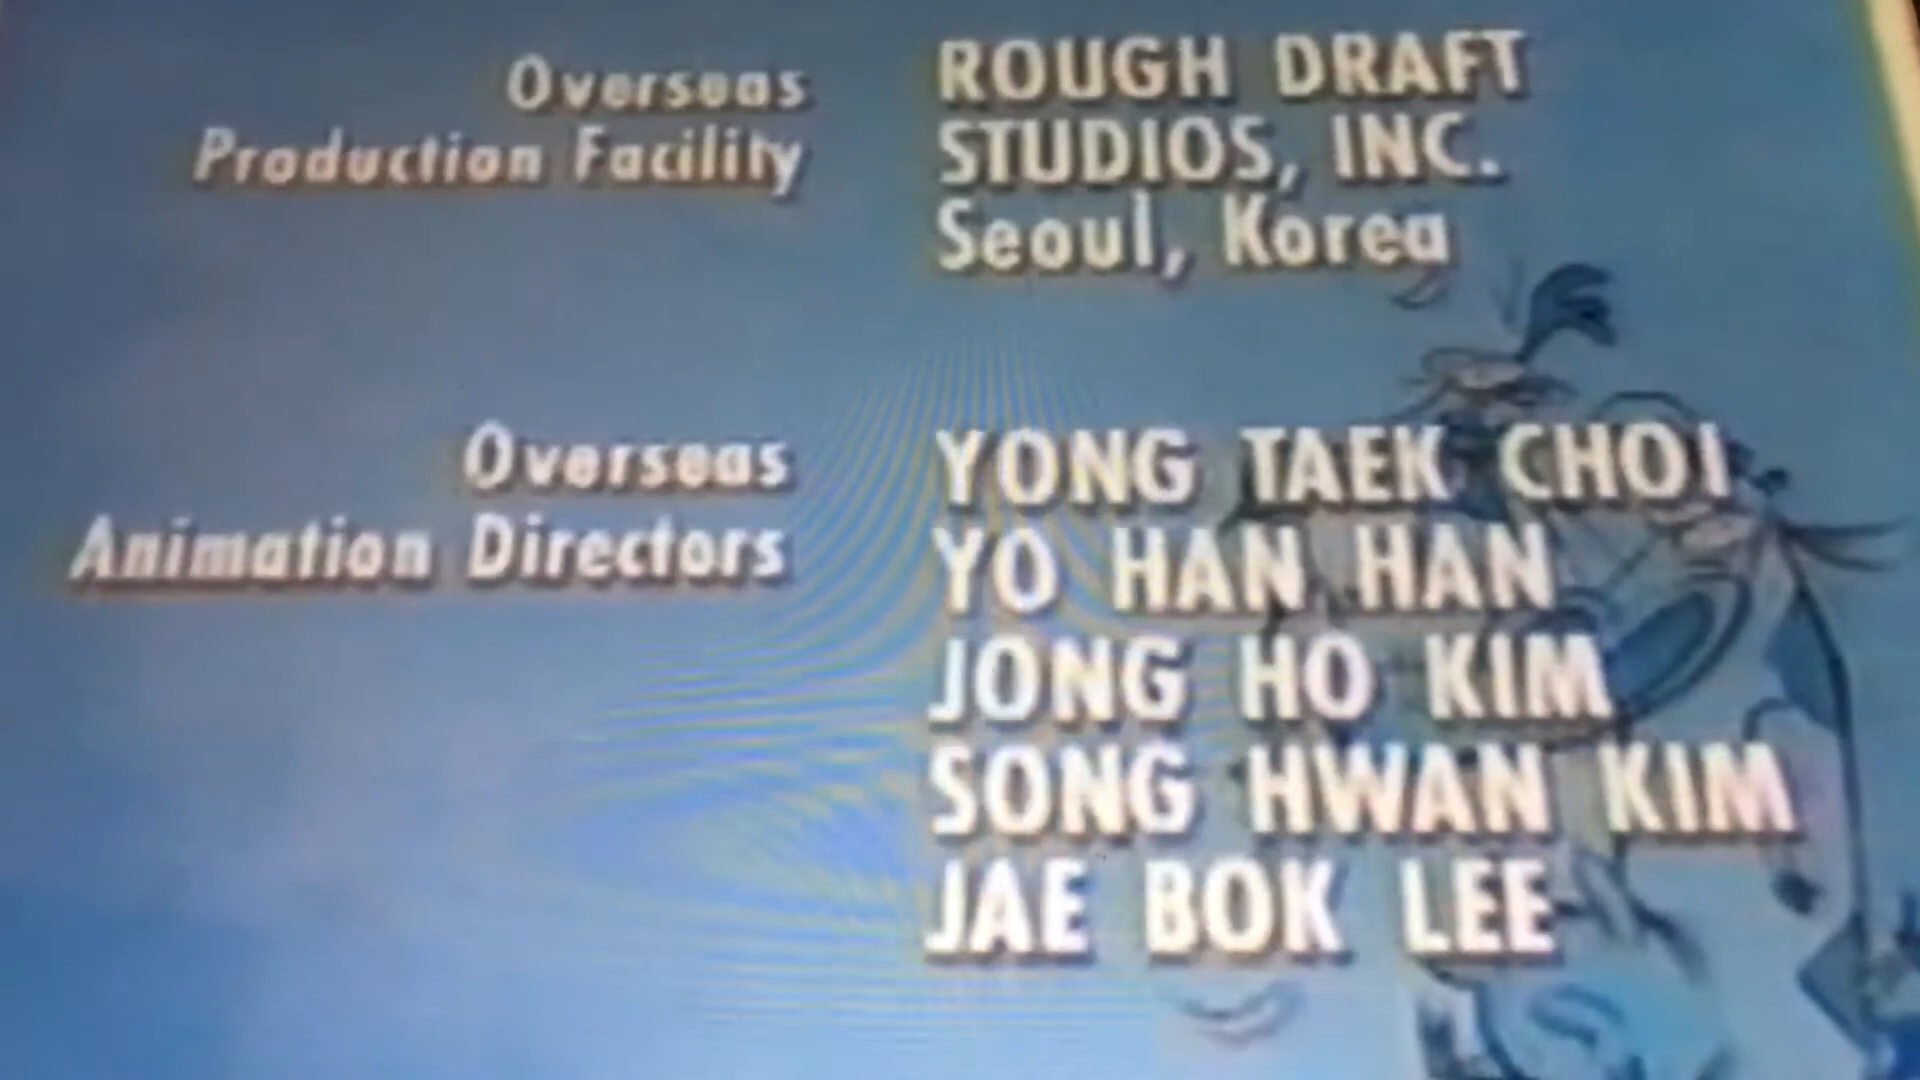 Overseas
Production Facility
ROUGH DRAFT
STUDIOS, INC.
Seoul, Korea
Overseas
Animation Directors
YONG TAEK CHOI
YO HAN HAN
JONG HO KIM
SONG HWAN KIM
JAE BOK LEE